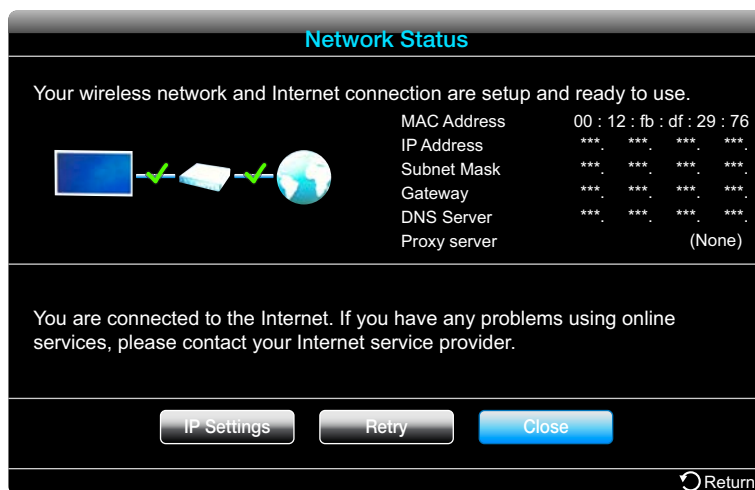 Network Status
Your wireless network and Internet connection are setup and ready to use.
MAC Address 00 : 12 : fb : df : 29 : 76
IP Address ***. ***. ***. ***.
Subnet Mask ***. ***. ***. ***.
Gateway ***. ***. ***. ***.
DNS Server ***. ***. ***. ***.
Proxy server (None)
You are connected to the Internet. If you have any problems using online
services, please contact your Internet service provider.
IP Settings Retry Close
Return